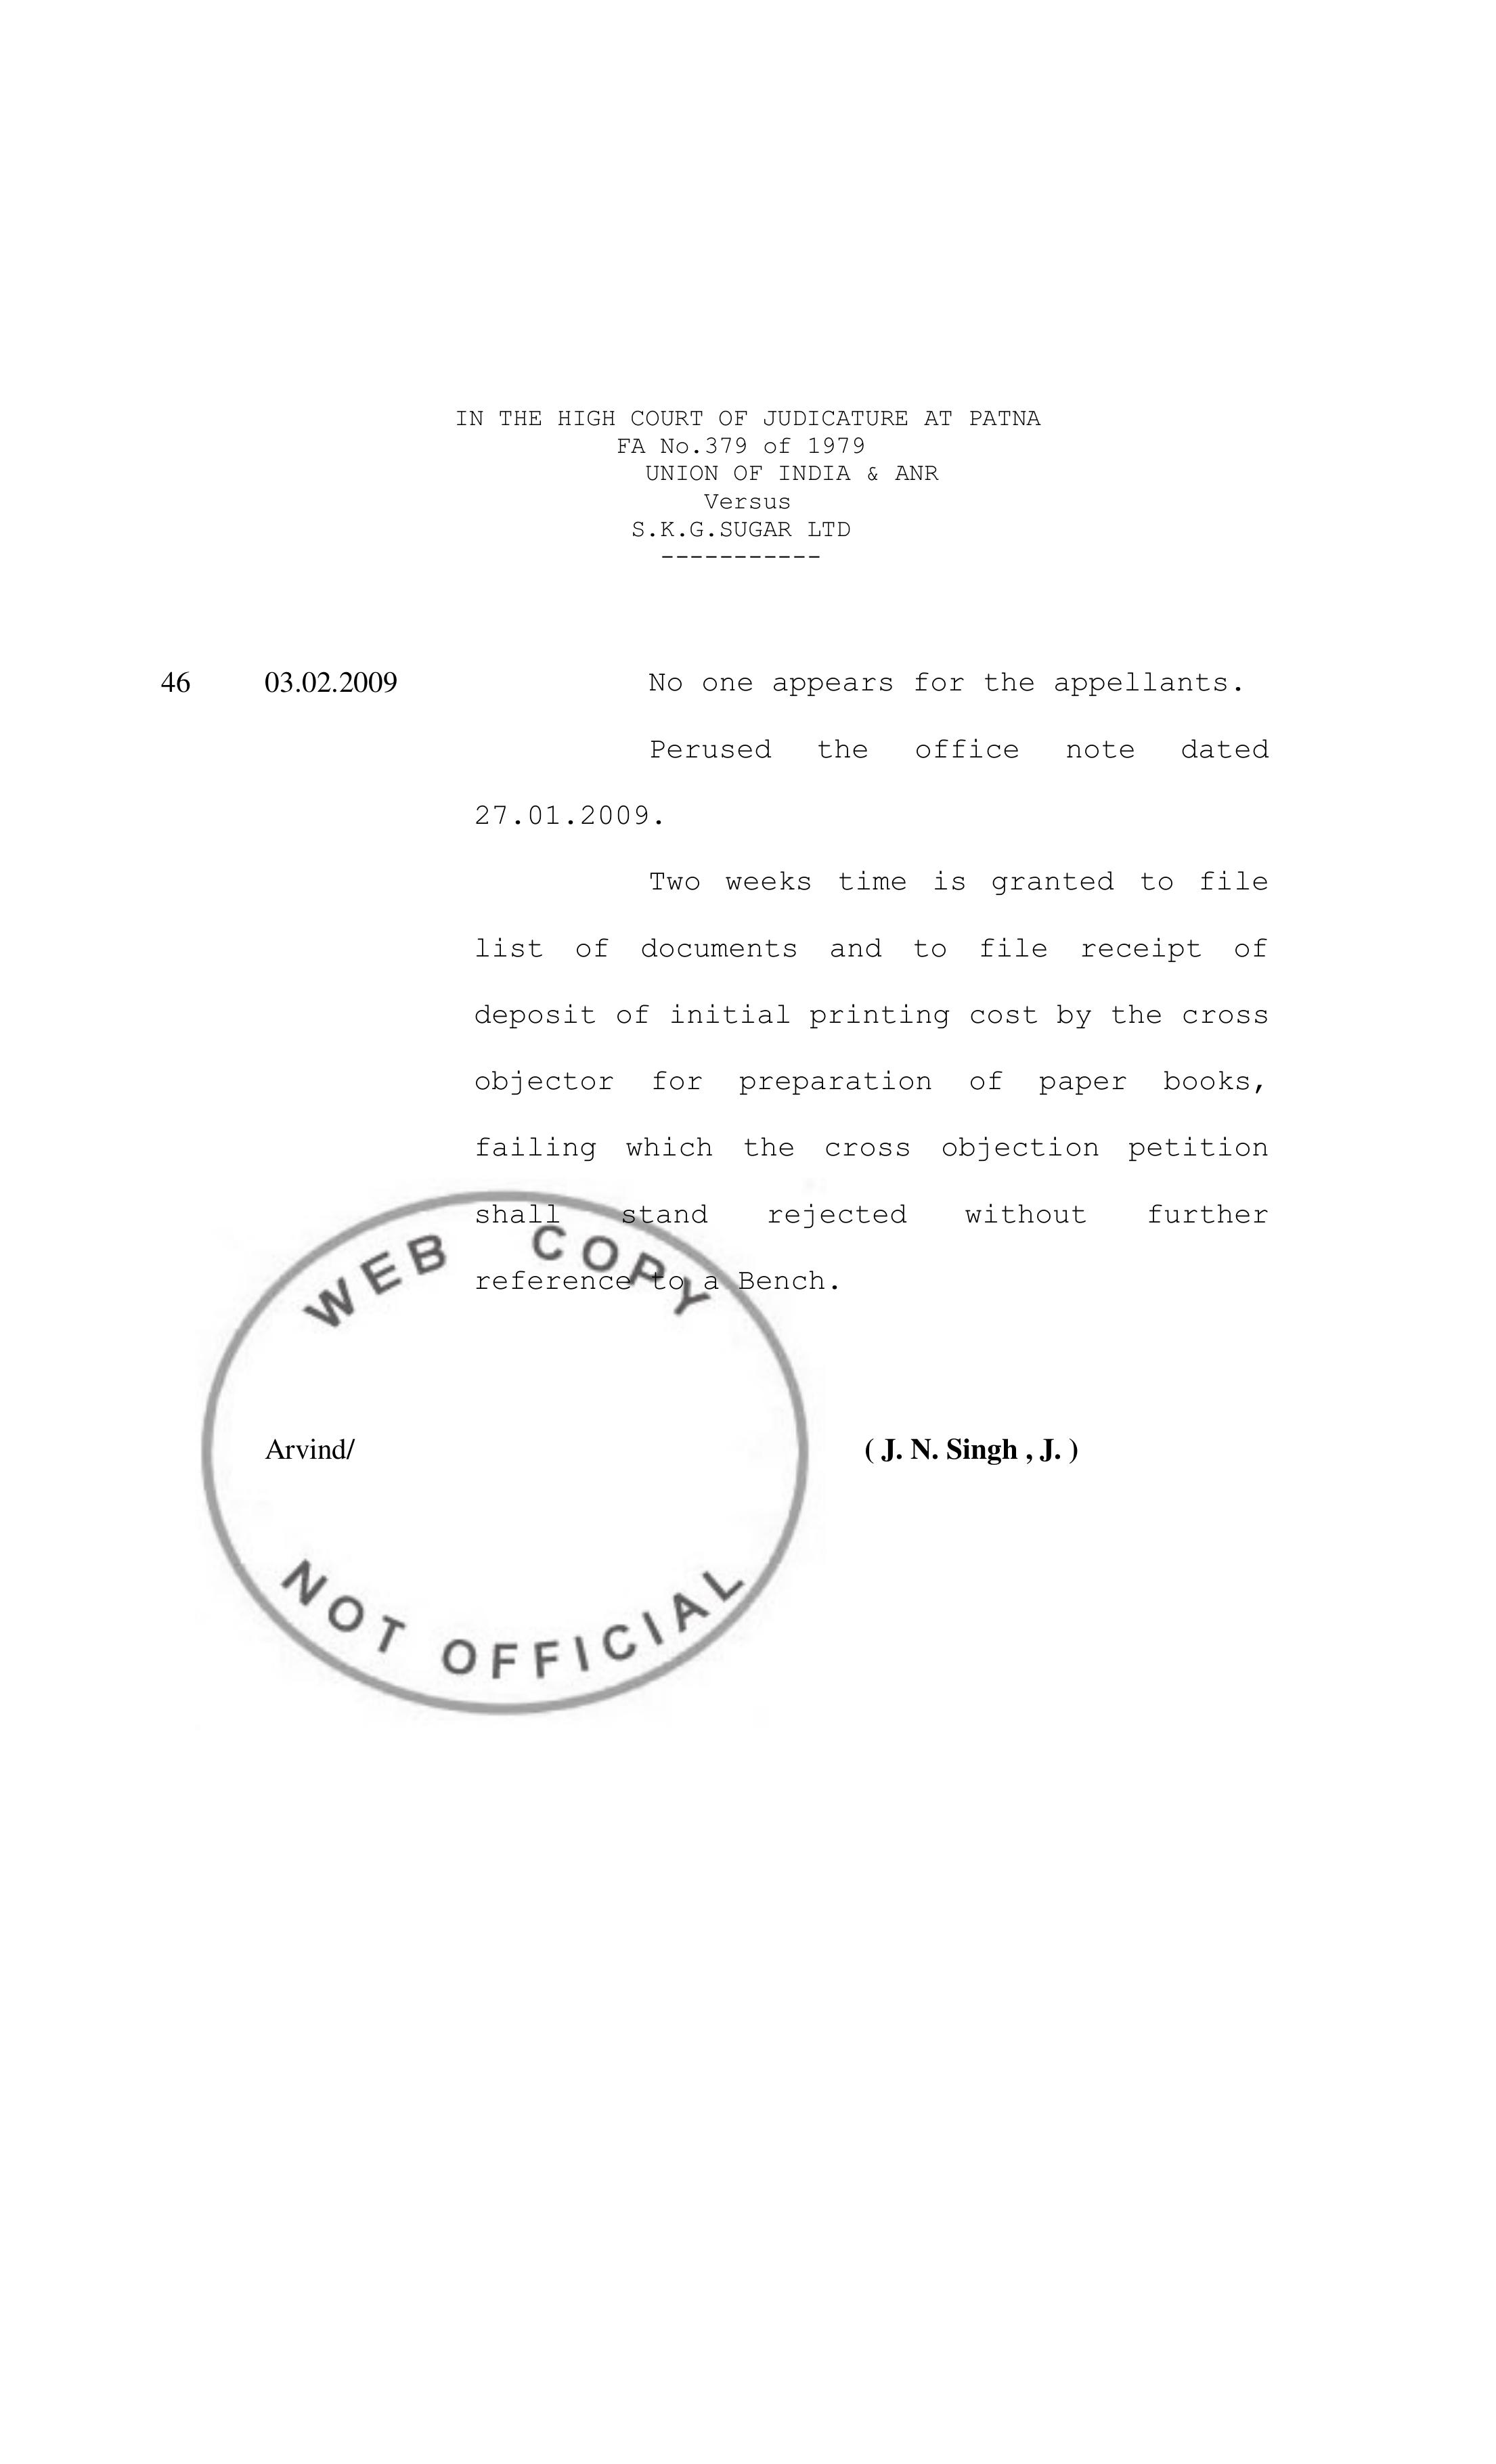 IN THE HIGH COURT OF JUDICATURE AT PATNA
FA No.379 of 1979
UNION OF INDIA & ANR
Versus
S.K.G.SUGAR LTD
-----------
46 03.02.2009 No one appears for the appellants.
Perused the office note dated
27.01.2009.
Two weeks time is granted to file
list of documents and to file receipt of
deposit of initial printing cost by the cross
objector for preparation of paper books,
failing which the cross objection petition
shall stand rejected without further
reference to a Bench.
WEB COPY
Arvind/ ( J. N. Singh , J. )
NOT OFFICIAL